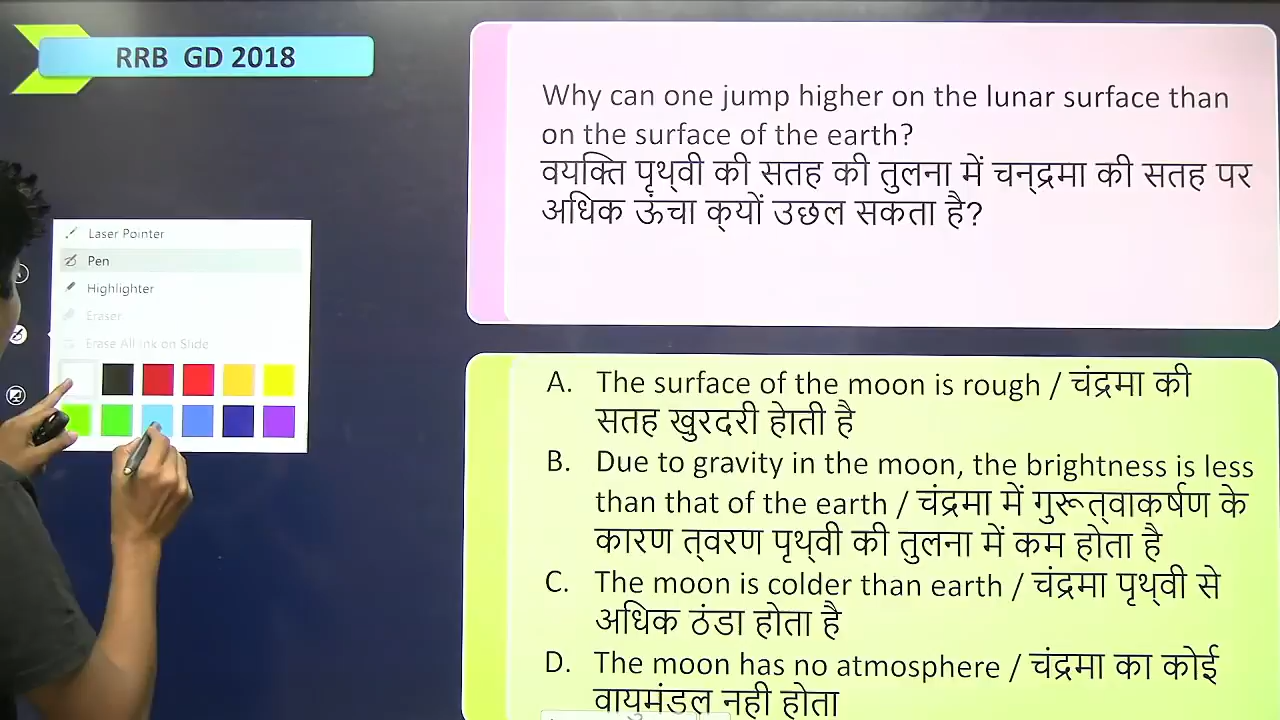 RRB GD 2018
Why can one jump higher on the lunar surface than
on the surface of the earth?
वयक्ति पृथ्‌वी की सतह की तुलना में चन्‌द्रमा की सतह पर
अधिक ऊंचा क्‌यों उछल सकता है?
Laser Pointer
Pen
Highlighter
Eraser
Erase All Ink on Slide
A. The surface of the moon is rough / चंद्रमा की
सतह खुरदरी हेाती है
B. Due to gravity in the moon, the brightness is less
than that of the earth / चंद्रमा में गुरूत्‌वाकर्षण के
कारण त्‌वरण पृथ्‌वी की तुलना में कम होता है
C. The moon is colder than earth / चंद्रमा पृथ्‌वी से
अधिक ठंडा होता है
D. The moon has no atmosphere / चंद्रमा का कोई
वायुमंडल नही होता